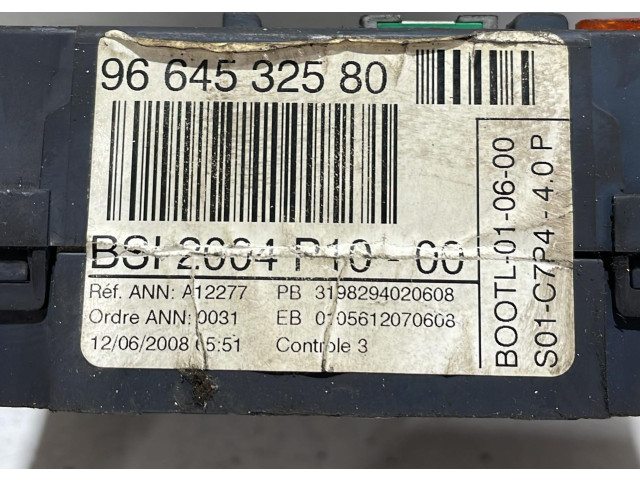 96 645 325 80
BSI 2004 P10 - 00
Réf. ANN: A12277 PB 3198294020608
Ordre ANN: 0031 EB 0105612070608
12/06/2008 05:51 Controle 3
BOOTL-01-06-00
S01-C7P4 - 4.0 P